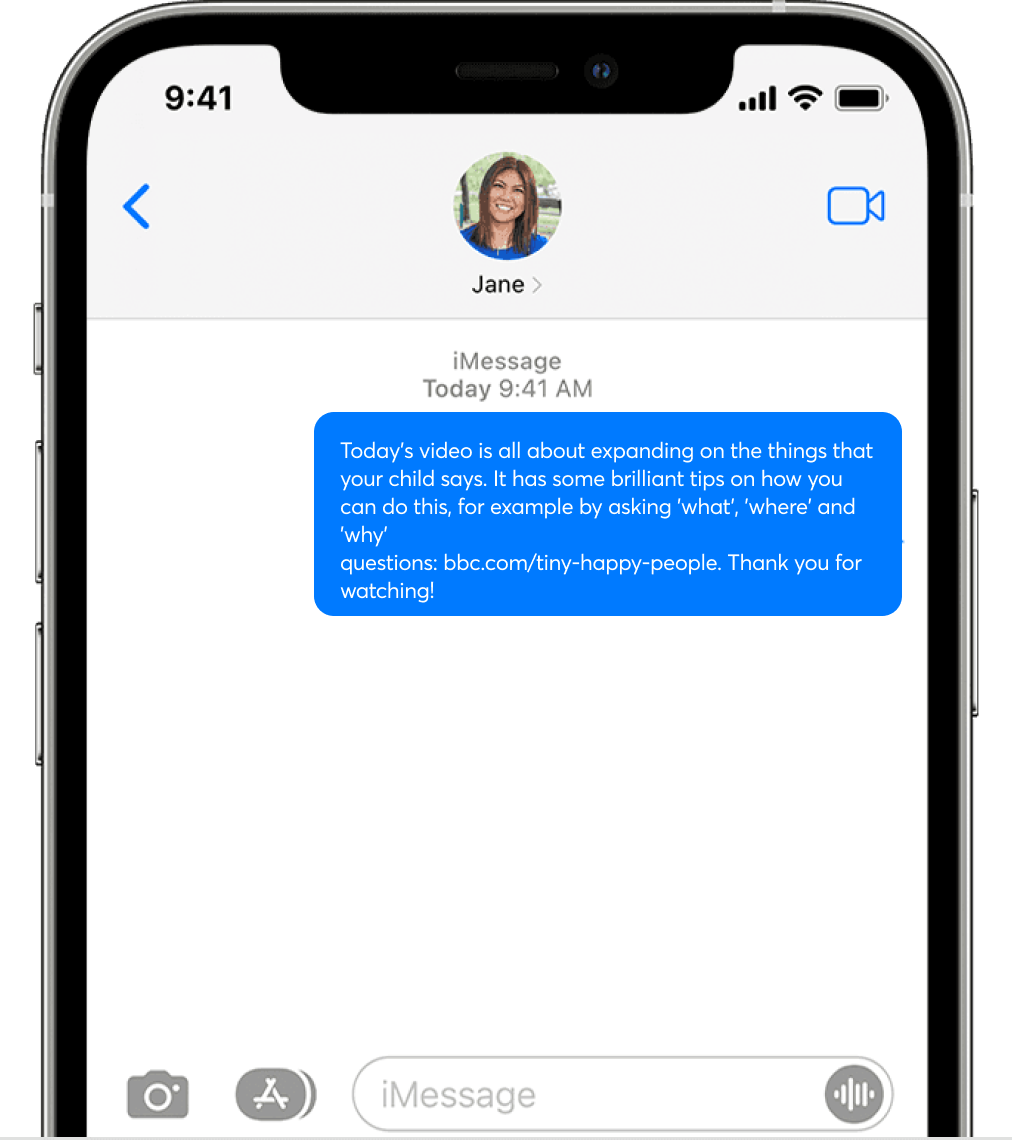 9:41
Jane
iMessage
Today 9:41 AM
Today's video is all about expanding on the things that
your child says. It has some brilliant tips on how you
can do this, for example by asking 'what', 'where' and
'why'
questions: bbc.com/tiny-happy-people. Thank you for
watching!
iMessage